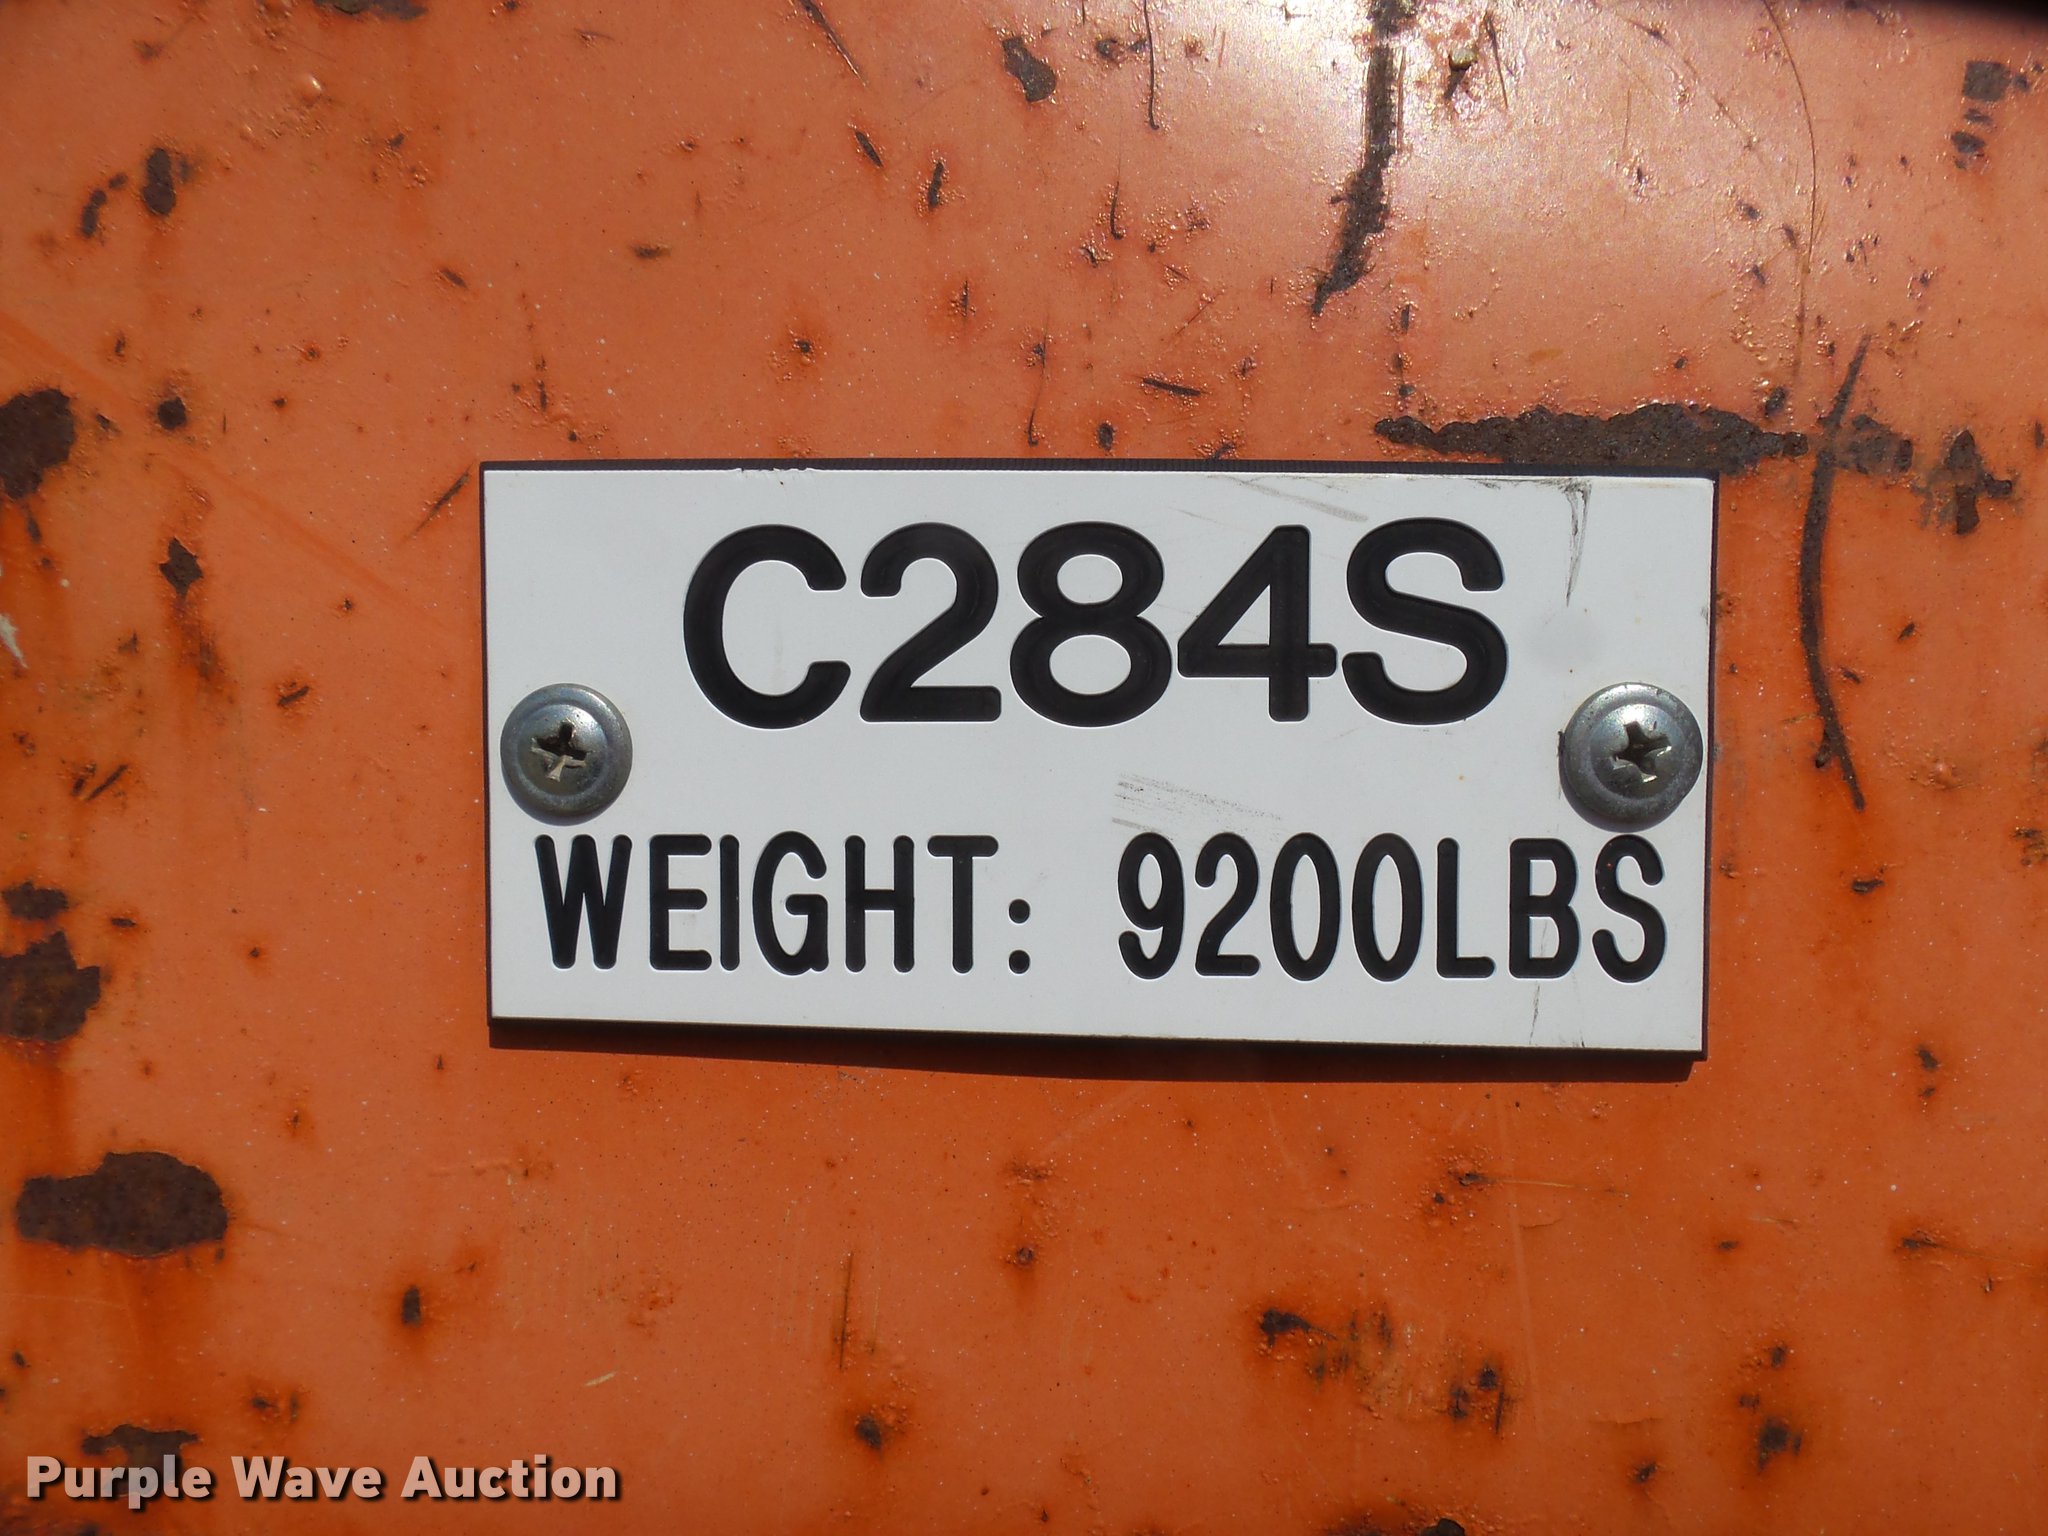 C284S
WEIGHT: 9200LBS
Purple Wave Auction